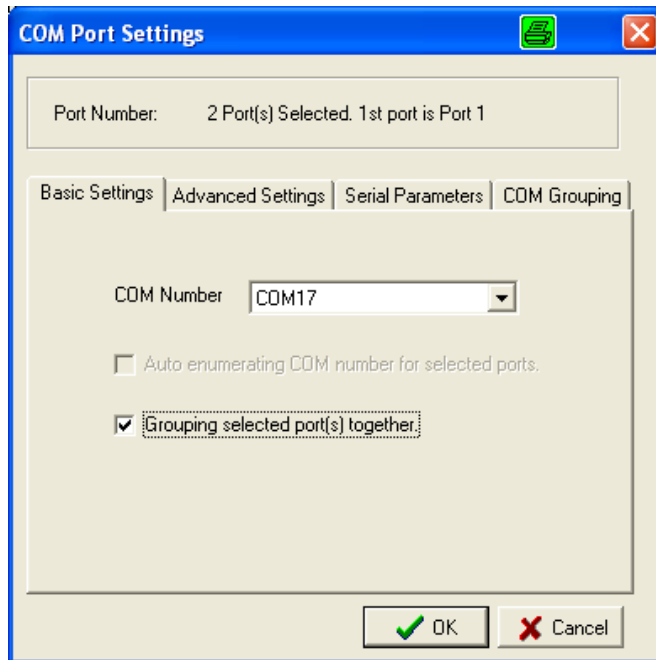 COM Port Settings
Port Number: 2 Port(s) Selected. 1st port is Port 1
Basic Settings Advanced Settings Serial Parameters COM Grouping
COM Number COM17
Auto enumerating COM number for selected ports.
Grouping selected port(s) together.
OK Cancel